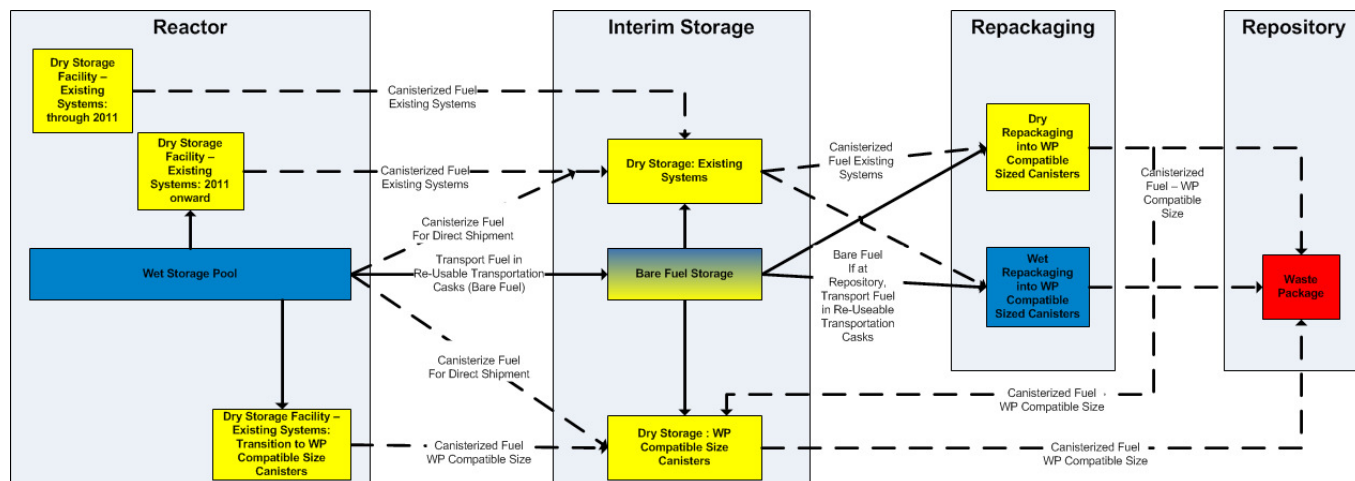 Reactor
Interim Storage
Repackaging
Repository
Dry Storage
Facility –
Existing
Systems:
through 2011
Canisterized Fuel
Existing Systems
Dry Storage
Facility –
Existing
Systems: 2011
onward
Canisterized Fuel
Existing Systems
Dry Storage: Existing
Systems
Canisterized
Fuel Existing
Systems
Dry
Repackaging
into WP
Compatible
Sized Canisters
Canisterized
Fuel – WP
Compatible
Size
Canisterize Fuel
For Direct Shipment
Wet Storage Pool
Transport Fuel in
Re-Usable Transportation
Casks (Bare Fuel)
Bare Fuel Storage
Bare Fuel
If at
Repository,
Transport Fuel
in Re-Useable
Transportation
Casks
Wet
Repackaging
into WP
Compatible
Sized Canisters
Waste
Package
Canisterize Fuel
For Direct Shipment
Canisterized Fuel
WP Compatible Size
Dry Storage Facility –
Existing Systems:
Transition to WP
Compatible Size
Canisters
Canisterized Fuel
WP Compatible Size
Dry Storage : WP
Compatible Size
Canisters
Canisterized Fuel
WP Compatible Size